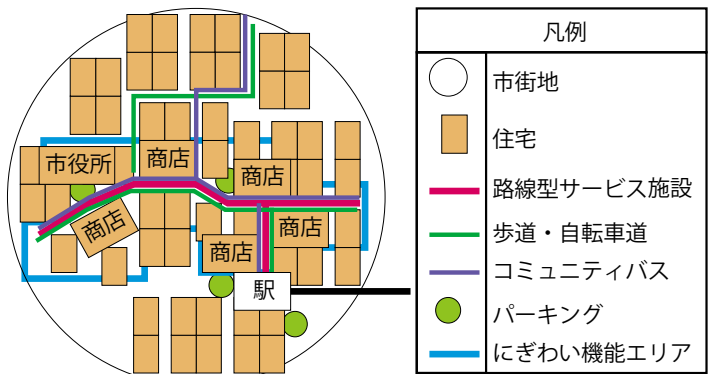 市役所
商店
商店
商店
商店
商店
駅
凡例
市街地
住宅
路線型サービス施設
歩道・自転車道
コミュニティバス
パーキング
にぎわい機能エリア